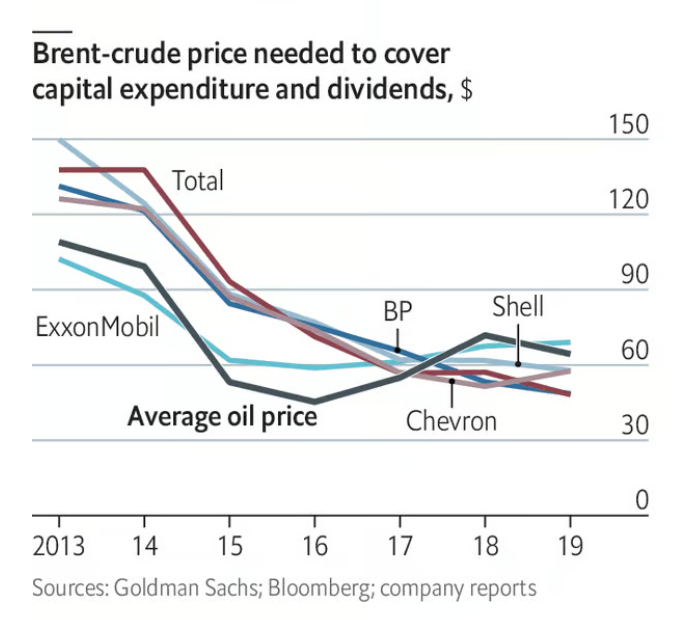 Brent-crude price needed to cover
capital expenditure and dividends, $
150
Total
120
90
BP
Shell
ExxonMobil
60
Average oil price
Chevron
30
0
2013 14 15 16 17 18 19
Sources: Goldman Sachs; Bloomberg; company reports